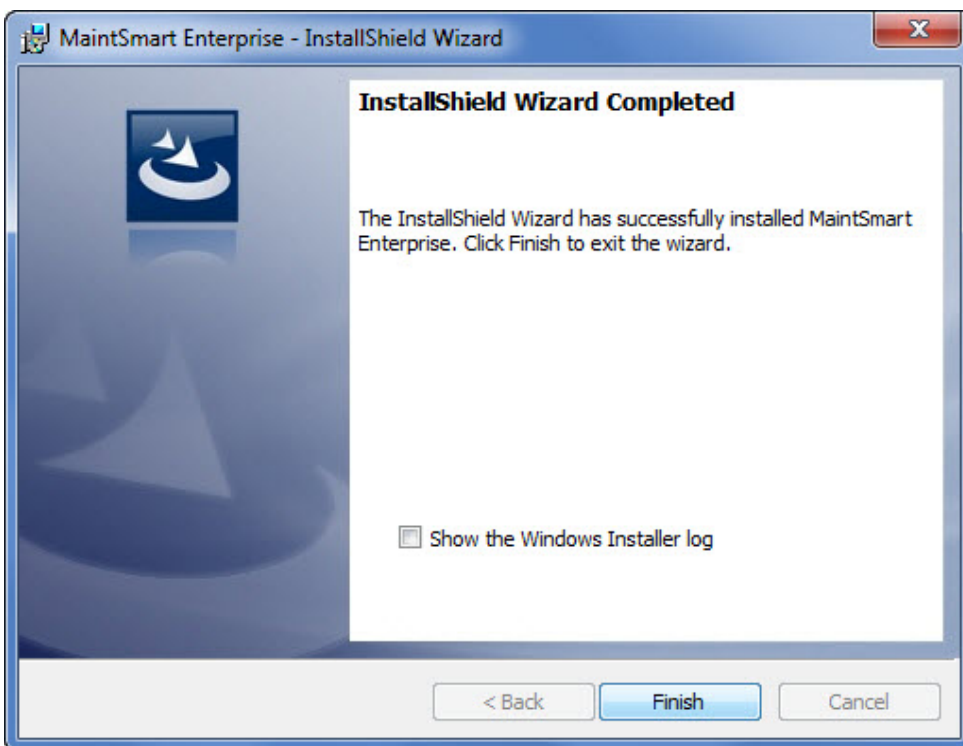 MaintSmart Enterprise - InstallShield Wizard
InstallShield Wizard Completed
The InstallShield Wizard has successfully installed MaintSmart
Enterprise. Click Finish to exit the wizard.
Show the Windows Installer log
< Back
Finish
Cancel